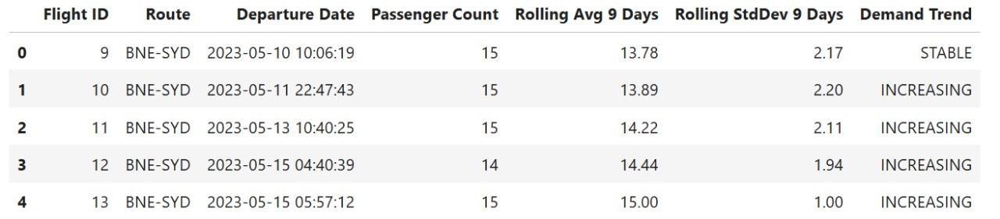 Flight ID Route Departure Date Passenger Count Rolling Avg 9 Days Rolling StdDev 9 Days Demand Trend
0 9 BNE-SYD 2023-05-10 10:06:19 15 13.78 2.17 STABLE
1 10 BNE-SYD 2023-05-11 22:47:43 15 13.89 2.20 INCREASING
2 11 BNE-SYD 2023-05-13 10:40:25 15 14.22 2.11 INCREASING
3 12 BNE-SYD 2023-05-15 04:40:39 14 14.44 1.94 INCREASING
4 13 BNE-SYD 2023-05-15 05:57:12 15 15.00 1.00 INCREASING